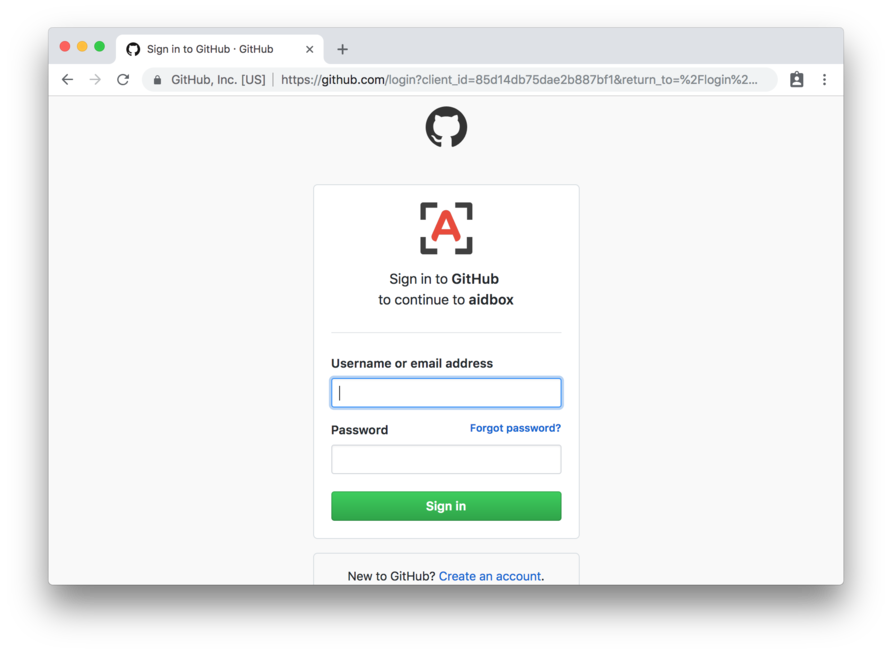 Sign in to GitHub · GitHub
GitHub, Inc. [US] | https://github.com/login?client_id=85d14db75dae2b887bf1&return_to=%2Flogin%2...
A
Sign in to GitHub
to continue to aidbox
Username or email address
Password Forgot password?
Sign in
New to GitHub? Create an account.